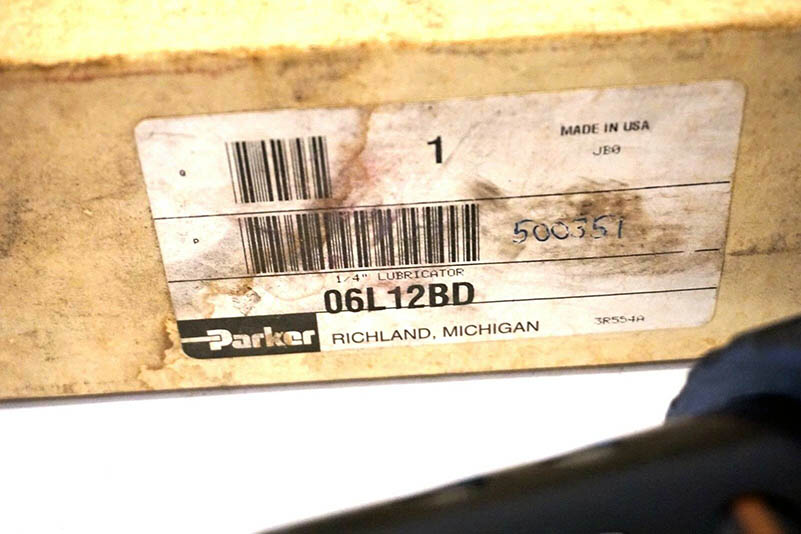 Q
1
MADE IN USA
JB0
P
500351
1/4" LUBRICATOR
06L12BD
Parker
RICHLAND, MICHIGAN
3R554A